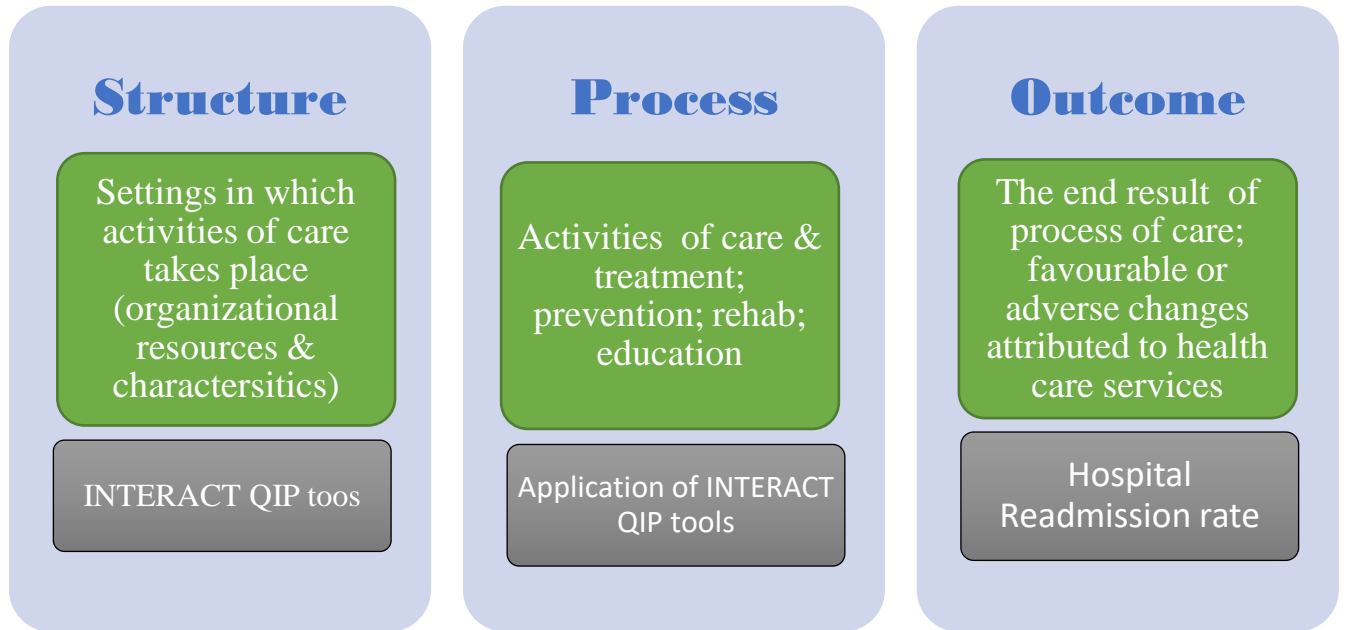 Structure
Settings in which
activities of care
takes place
(organizational
resources &
charactersitics)
INTERACT QIP toos
Process
Activities of care &
treatment;
prevention; rehab;
education
Application of INTERACT
QIP tools
Outcome
The end result of
process of care;
favourable or
adverse changes
attributed to health
care services
Hospital
Readmission rate